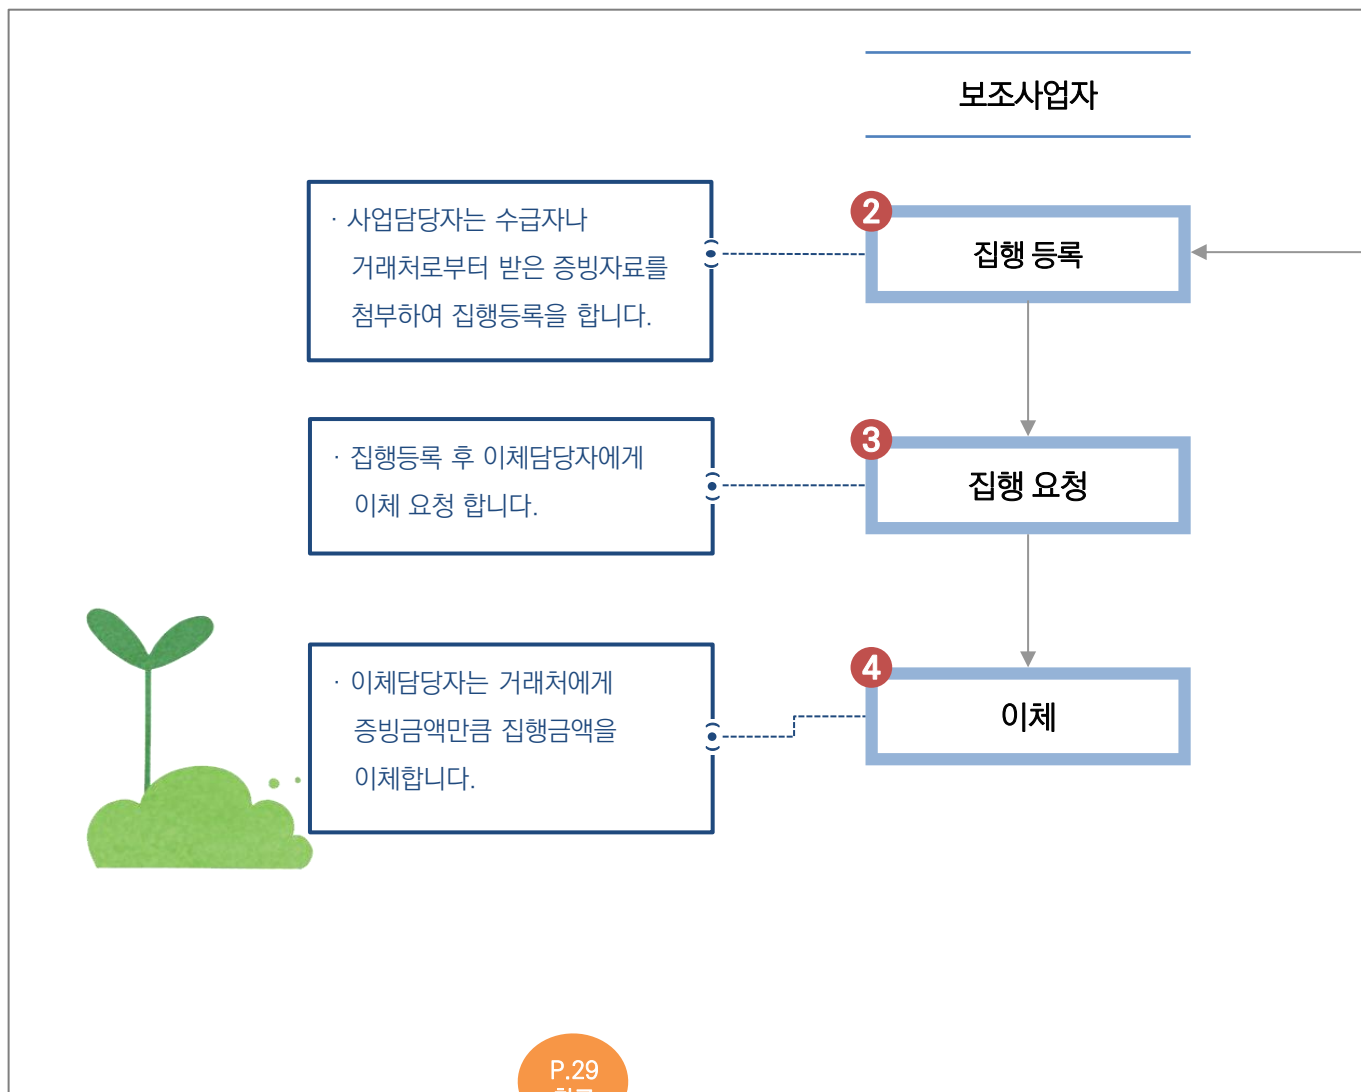 보조사업자
· 사업담당자는 수급자나
거래처로부터 받은 증빙자료를
첨부하여 집행등록을 합니다.
2
집행 등록
· 집행등록 후 이체담당자에게
이체 요청 합니다.
3
집행 요청
· 이체담당자는 거래처에게
증빙금액만큼 집행금액을
이체합니다.
4
이체
P.29